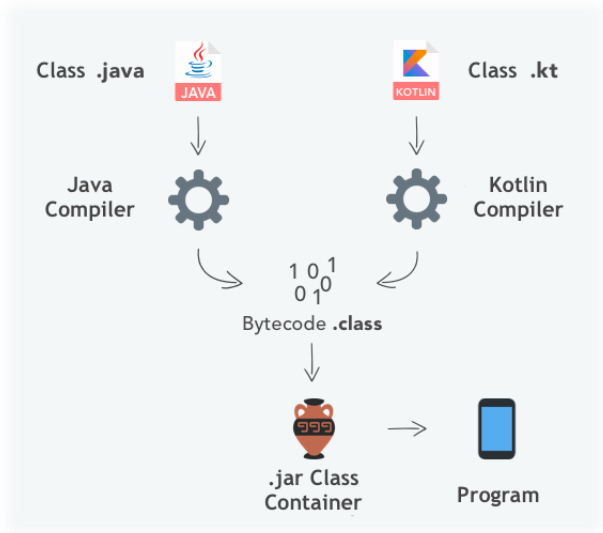 Class .java
JAVA
KOTLIN
Class .kt
Java
Compiler
Kotlin
Compiler
1 0 1
0 1 0
Bytecode .class
.jar Class
Container
Program